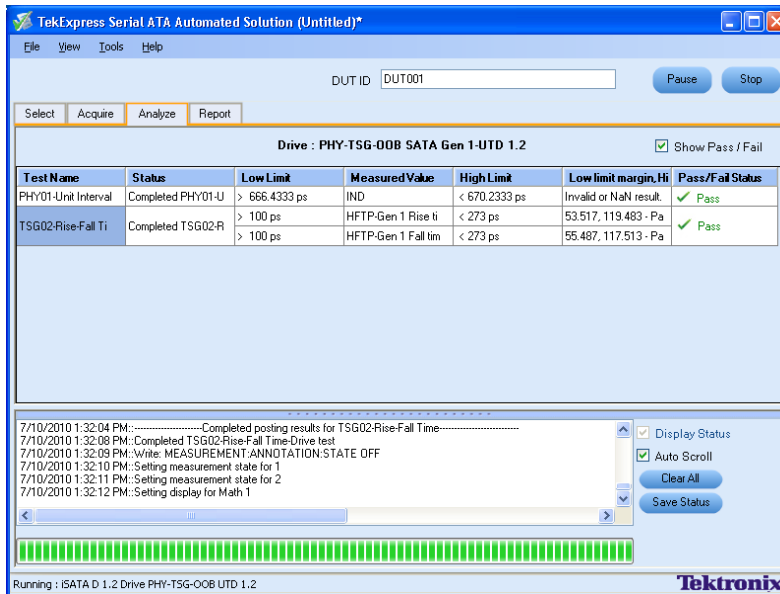 TekExpress Serial ATA Automated Solution (Untitled)*
File View Tools Help
DUT ID DUT001 Pause Stop
Select Acquire Analyze Report
Drive : PHY-TSG-OOB SATA Gen 1-UTD 1.2 Show Pass / Fail
Test Name Status Low Limit Measured Value High Limit Low limit margin, Hi Pass/Fail Status
PHY01-Unit Interval Completed PHY01-U > 666.4333 ps IND < 670.2333 ps Invalid or NaN result. Pass
TSG02-Rise-Fall Ti Completed TSG02-R > 100 ps HFTP-Gen 1 Rise ti < 273 ps 53.517, 119.483 - Pa Pass
> 100 ps HFTP-Gen 1 Fall tim < 273 ps 55.487, 117.513 - Pa
7/10/2010 1:32:04 PM::----------------------Completed posting results for TSG02-Rise-Fall Time--------------------------
7/10/2010 1:32:08 PM::Completed TSG02-Rise-Fall Time-Drive test
7/10/2010 1:32:09 PM::Write: MEASUREMENT:ANNOTATION:STATE OFF
7/10/2010 1:32:10 PM::Setting measurement state for 1
7/10/2010 1:32:11 PM::Setting measurement state for 2
7/10/2010 1:32:12 PM::Setting display for Math 1
Display Status
Auto Scroll
Clear All
Save Status
Running : iSATA D 1.2 Drive PHY-TSG-OOB UTD 1.2 Tektronix